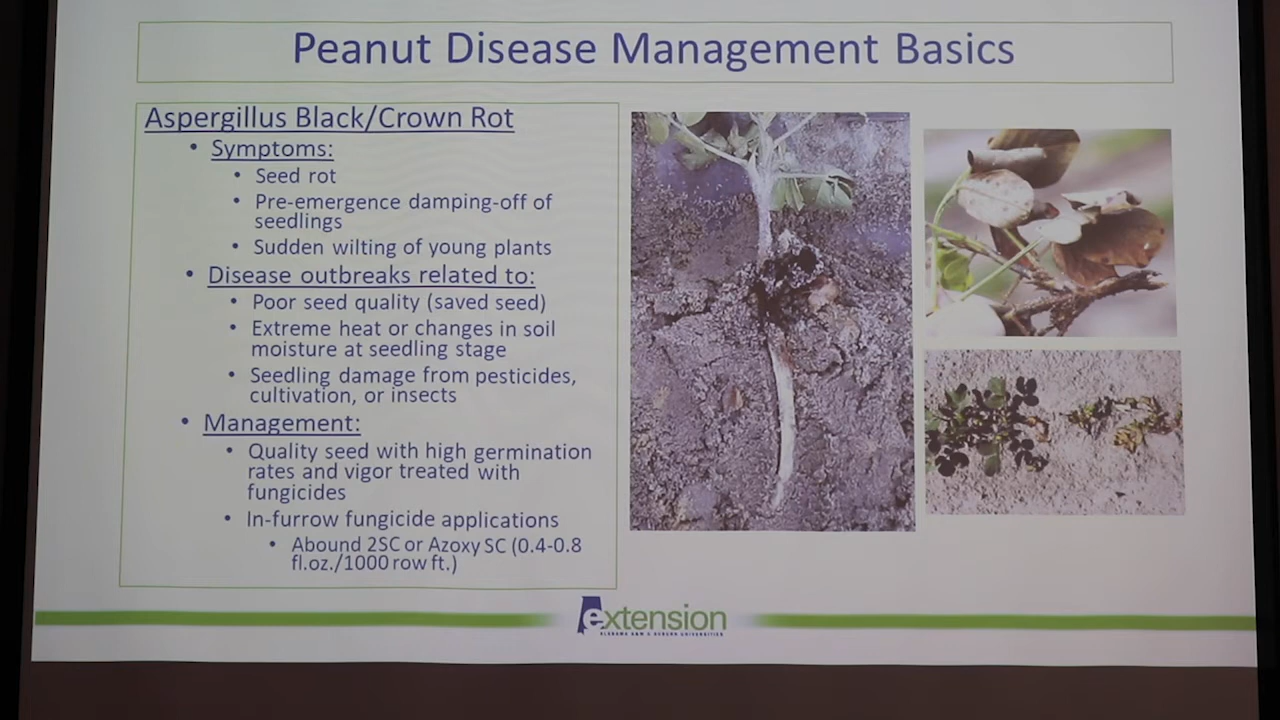 Peanut Disease Management Basics
Aspergillus Black/Crown Rot
• Symptoms:
• Seed rot
• Pre-emergence damping-off of
seedlings
• Sudden wilting of young plants
• Disease outbreaks related to:
• Poor seed quality (saved seed)
• Extreme heat or changes in soil
moisture at seedling stage
• Seedling damage from pesticides,
cultivation, or insects
• Management:
• Quality seed with high germination
rates and vigor treated with
fungicides
• In-furrow fungicide applications
• Abound 2SC or Azoxy SC (0.4-0.8
fl.oz./1000 row ft.)
extension
ALABAMA A&M & AUBURN UNIVERSITIES